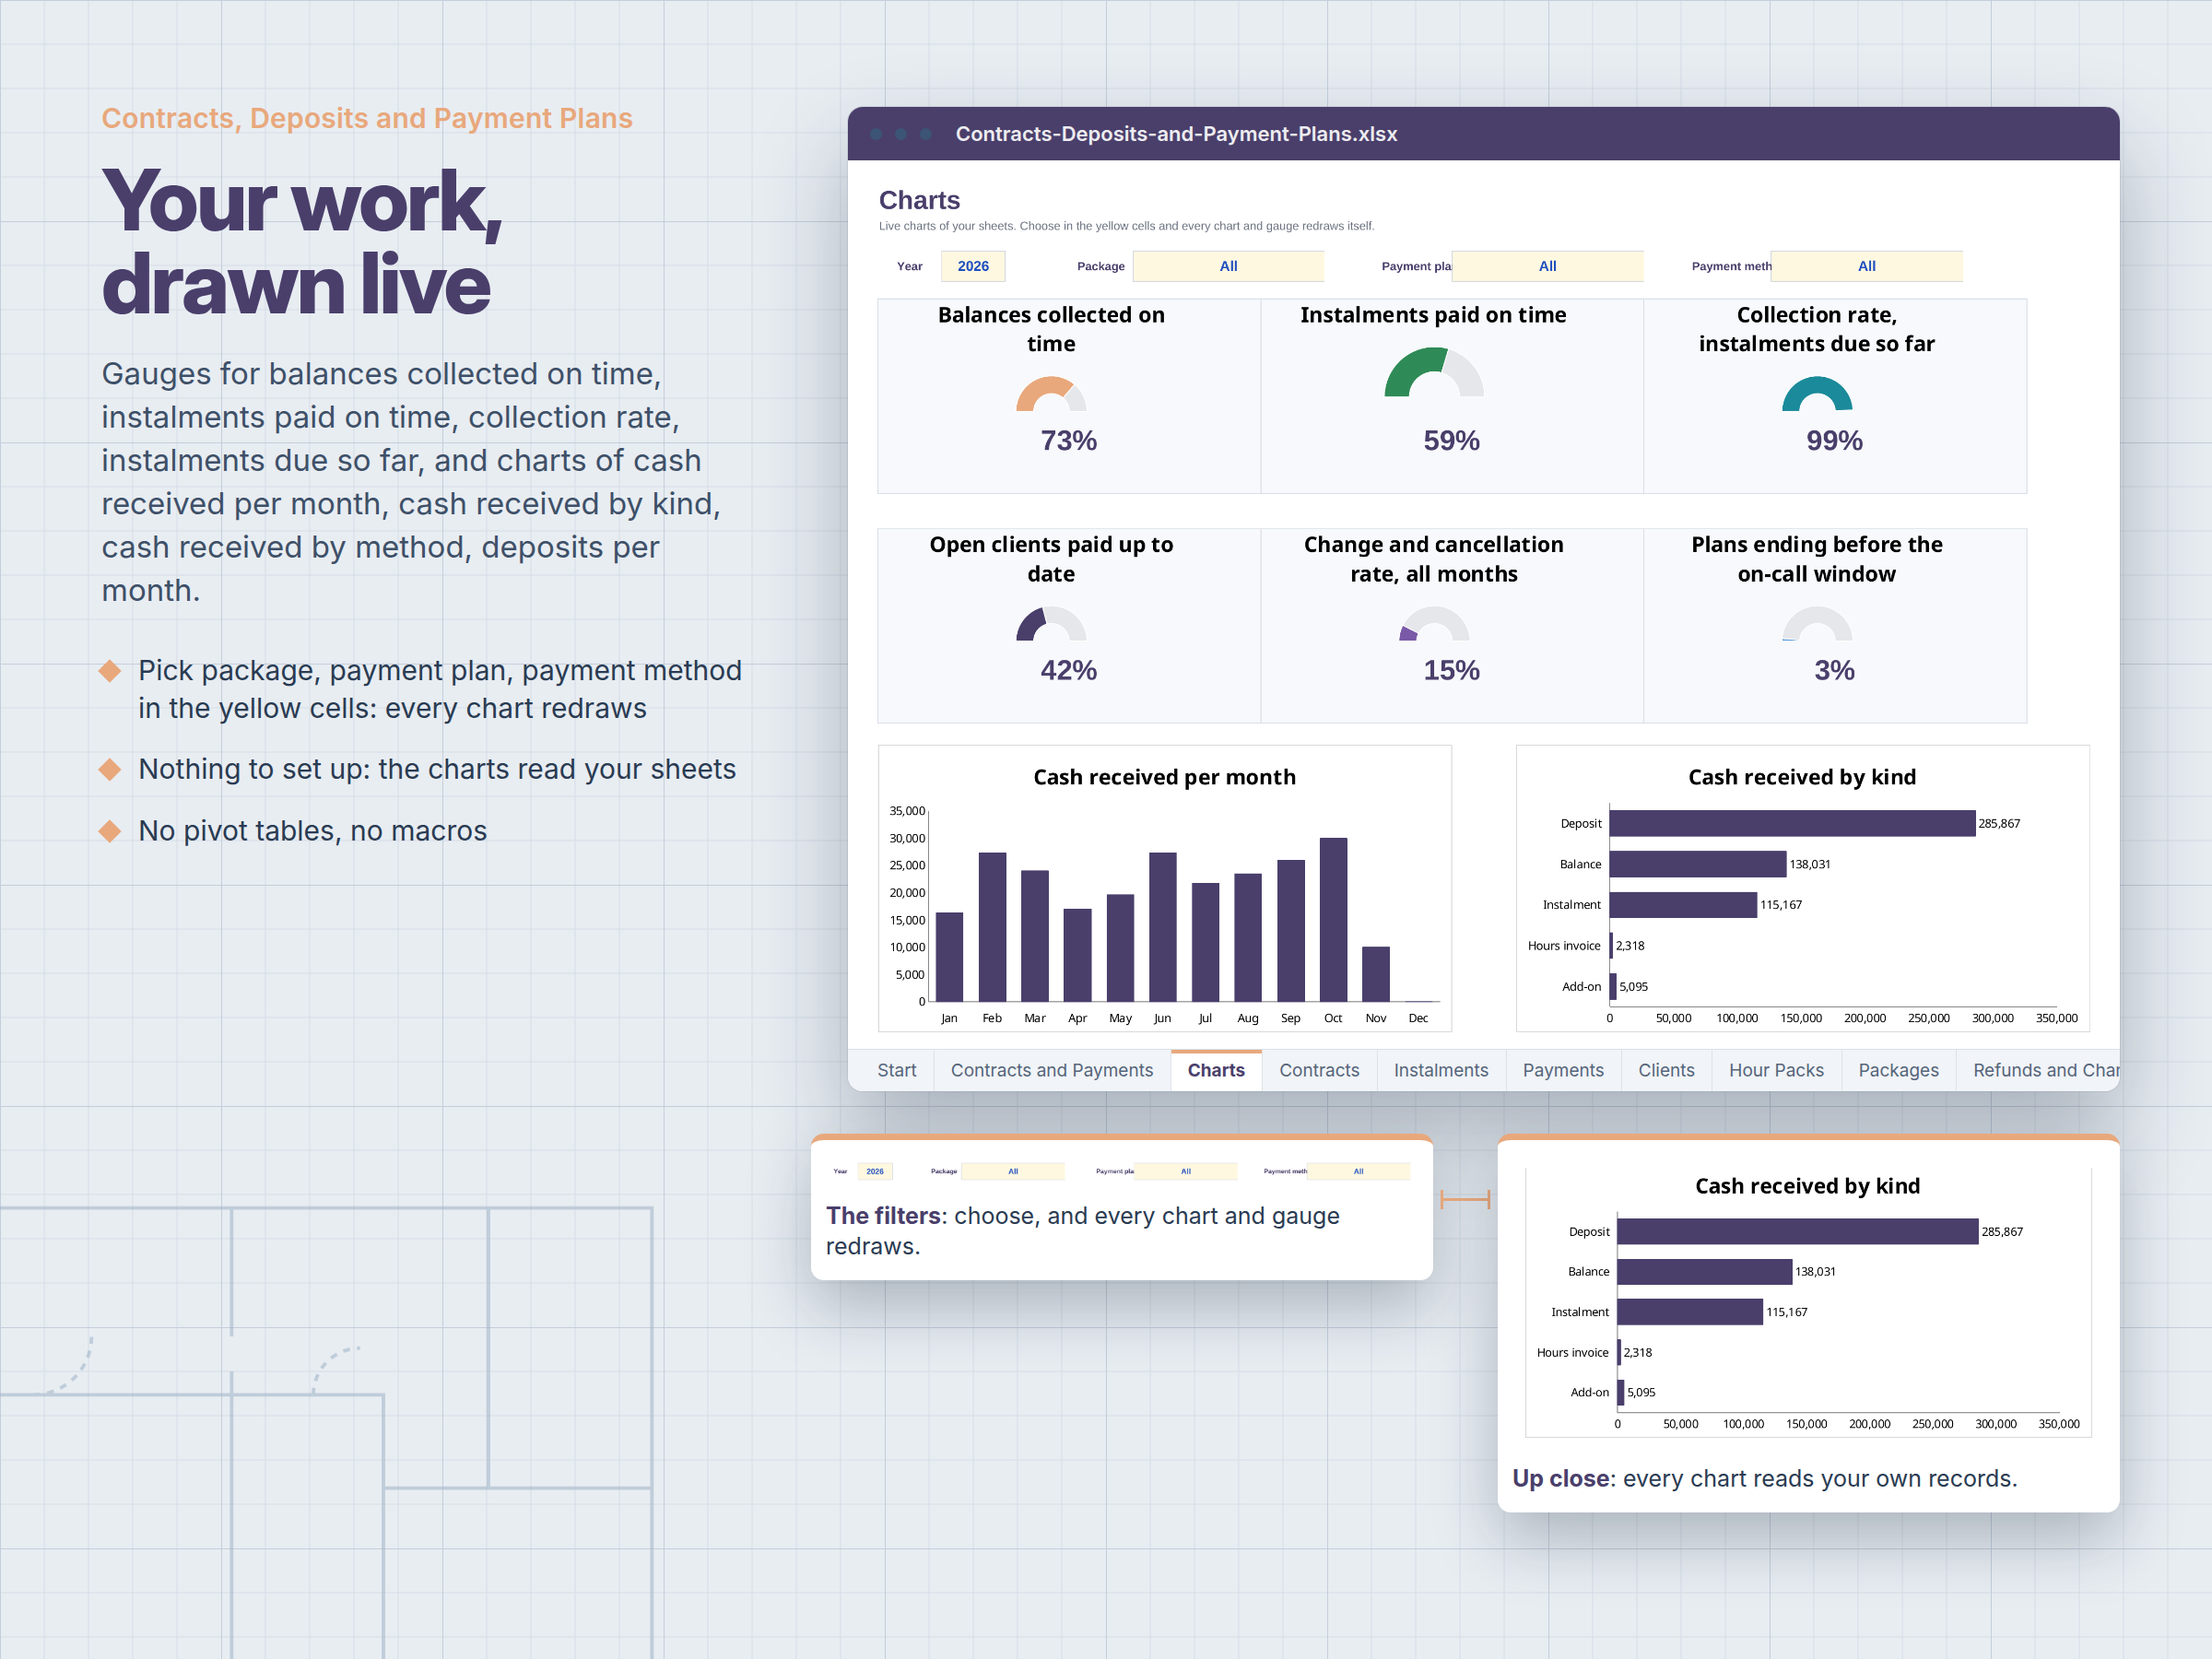 Contracts, Deposits and Payment Plans
Your work,
drawn live
Gauges for balances collected on time,
instalments paid on time, collection rate,
instalments due so far, and charts of cash
received per month, cash received by kind,
cash received by method, deposits per
month.
Pick package, payment plan, payment method
in the yellow cells: every chart redraws
Nothing to set up: the charts read your sheets
No pivot tables, no macros
Contracts-Deposits-and-Payment-Plans.xlsx
Charts
Live charts of your sheets. Choose in the yellow cells and every chart and gauge redraws itself.
Year 2026 Package All Payment pla All Payment meth All
Balances collected on
time
73%
Instalments paid on time
59%
Collection rate,
instalments due so far
99%
Open clients paid up to
date
42%
Change and cancellation
rate, all months
15%
Plans ending before the
on-call window
3%
Cash received per month
35,000
30,000
25,000
20,000
15,000
10,000
5,000
0
Jan Feb Mar Apr May Jun Jul Aug Sep Oct Nov Dec
Cash received by kind
Deposit 285,867
Balance 138,031
Instalment 115,167
Hours invoice 2,318
Add-on 5,095
0 50,000 100,000 150,000 200,000 250,000 300,000 350,000
Start Contracts and Payments Charts Contracts Instalments Payments Clients Hour Packs Packages Refunds and Char
Year 2026 Package All Payment pla All Payment meth All
The filters: choose, and every chart and gauge
redraws.
Cash received by kind
Deposit 285,867
Balance 138,031
Instalment 115,167
Hours invoice 2,318
Add-on 5,095
0 50,000 100,000 150,000 200,000 250,000 300,000 350,000
Up close: every chart reads your own records.